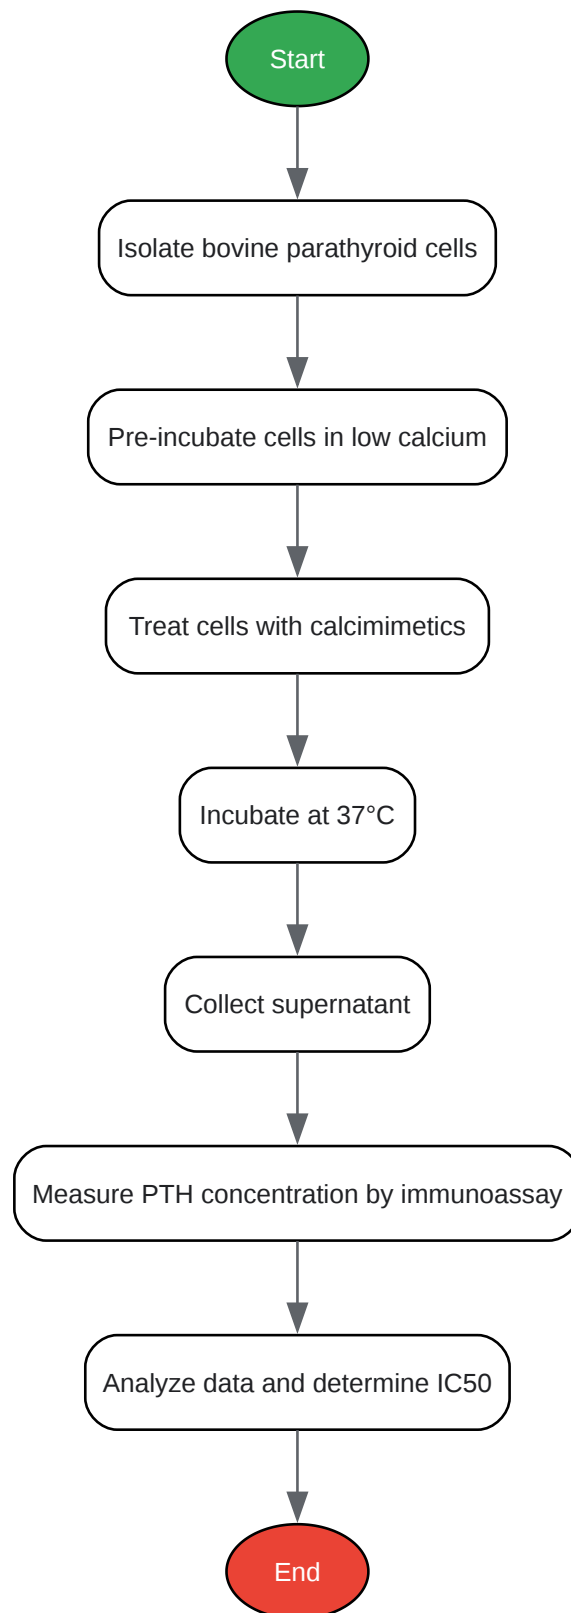 Start
Isolate bovine parathyroid cells
Pre-incubate cells in low calcium
Treat cells with calcimimetics
Incubate at 37°C
Collect supernatant
Measure PTH concentration by immunoassay
Analyze data and determine IC50
End